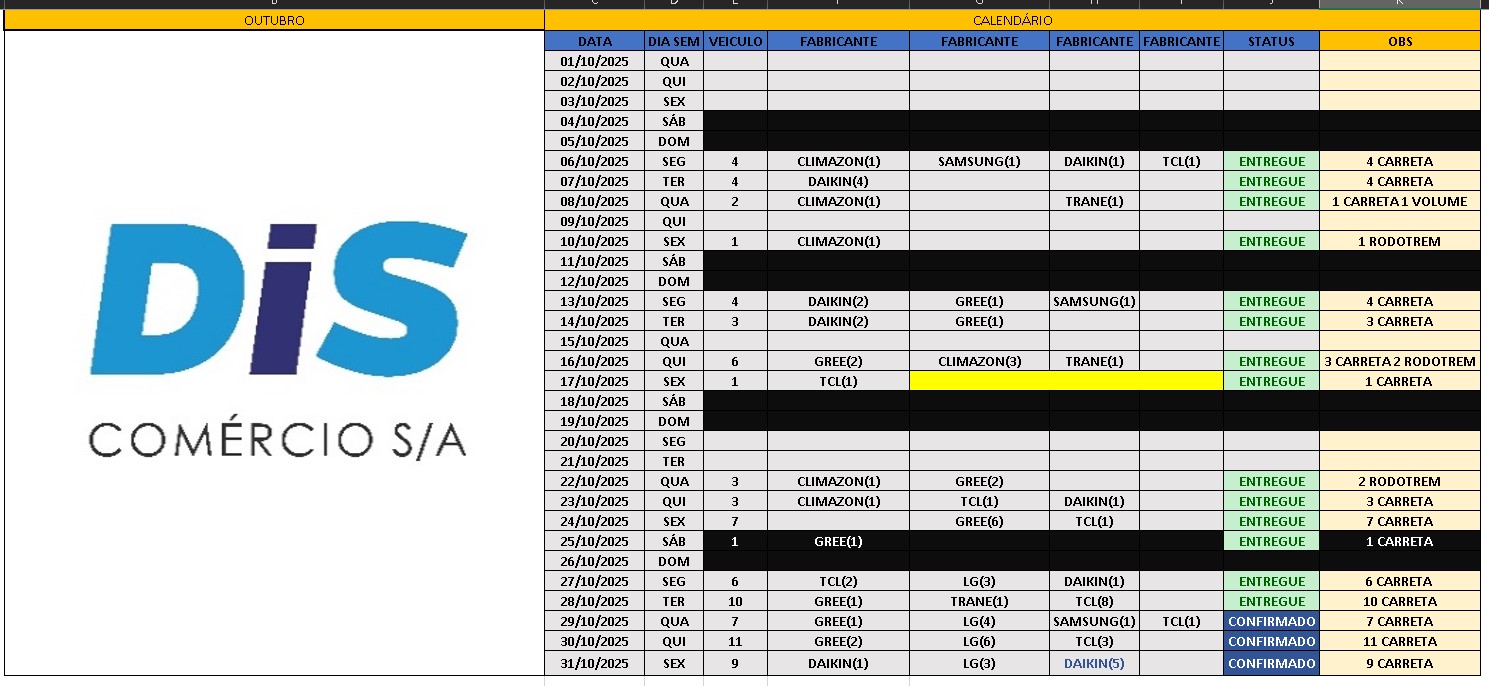 OUTUBRO CALENDÁRIO
DATA DIA SEM VEICULO FABRICANTE FABRICANTE FABRICANTE FABRICANTE STATUS OBS
01/10/2025 QUA
02/10/2025 QUI
03/10/2025 SEX
04/10/2025 SÁB
05/10/2025 DOM
06/10/2025 SEG 4 CLIMAZON(1) SAMSUNG(1) DAIKIN(1) TCL(1) ENTREGUE 4 CARRETA
07/10/2025 TER 4 DAIKIN(4) ENTREGUE 4 CARRETA
08/10/2025 QUA 2 CLIMAZON(1) TRANE(1) ENTREGUE 1 CARRETA 1 VOLUME
09/10/2025 QUI
10/10/2025 SEX 1 CLIMAZON(1) ENTREGUE 1 RODOTREM
11/10/2025 SÁB
12/10/2025 DOM
13/10/2025 SEG 4 DAIKIN(2) GREE(1) SAMSUNG(1) ENTREGUE 4 CARRETA
14/10/2025 TER 3 DAIKIN(2) GREE(1) ENTREGUE 3 CARRETA
15/10/2025 QUA
16/10/2025 QUI 6 GREE(2) CLIMAZON(3) TRANE(1) ENTREGUE 3 CARRETA 2 RODOTREM
17/10/2025 SEX 1 TCL(1) ENTREGUE 1 CARRETA
18/10/2025 SÁB
19/10/2025 DOM
20/10/2025 SEG
21/10/2025 TER
22/10/2025 QUA 3 CLIMAZON(1) GREE(2) ENTREGUE 2 RODOTREM
23/10/2025 QUI 3 CLIMAZON(1) TCL(1) DAIKIN(1) ENTREGUE 3 CARRETA
24/10/2025 SEX 7 GREE(6) TCL(1) ENTREGUE 7 CARRETA
25/10/2025 SÁB 1 GREE(1) ENTREGUE 1 CARRETA
26/10/2025 DOM
27/10/2025 SEG 6 TCL(2) LG(3) DAIKIN(1) ENTREGUE 6 CARRETA
28/10/2025 TER 10 GREE(1) TRANE(1) TCL(8) ENTREGUE 10 CARRETA
29/10/2025 QUA 7 GREE(1) LG(4) SAMSUNG(1) TCL(1) CONFIRMADO 7 CARRETA
30/10/2025 QUI 11 GREE(2) LG(6) TCL(3) CONFIRMADO 11 CARRETA
31/10/2025 SEX 9 DAIKIN(1) LG(3) DAIKIN(5) CONFIRMADO 9 CARRETA
DiS
COMÉRCIO S/A